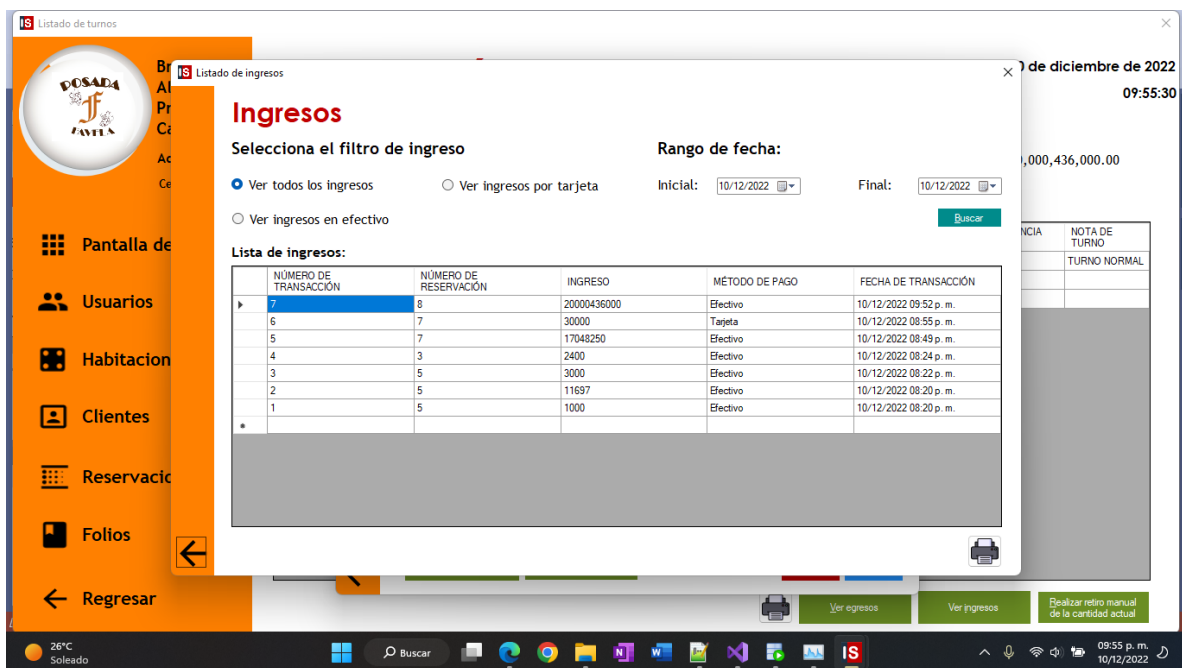 Listado de turnos
POSADA
F
FAVELA
Br
Al
Pr
Ca
Ac
Ce
0 de diciembre de 2022
09:55:30
,000,436,000.00
Pantalla de
Usuarios
Habitacion
Clientes
Reservacio
Folios
Regresar
NCIA
NOTA DE
TURNO
TURNO NORMAL
IS Listado de ingresos
Ingresos
Selecciona el filtro de ingreso
Rango de fecha:
Ver todos los ingresos
Ver ingresos por tarjeta
Inicial: 10/12/2022
Final: 10/12/2022
Ver ingresos en efectivo
Buscar
Lista de ingresos:
NÚMERO DE TRANSACCIÓN NÚMERO DE RESERVACIÓN INGRESO MÉTODO DE PAGO FECHA DE TRANSACCIÓN
7 8 20000436000 Efectivo 10/12/2022 09:52 p. m.
6 7 30000 Tarjeta 10/12/2022 08:55 p. m.
5 7 17048250 Efectivo 10/12/2022 08:49 p. m.
4 3 2400 Efectivo 10/12/2022 08:24 p. m.
3 5 3000 Efectivo 10/12/2022 08:22 p. m.
2 5 11697 Efectivo 10/12/2022 08:20 p. m.
1 5 1000 Efectivo 10/12/2022 08:20 p. m.
Ver egresos
Ver ingresos
Realizar retiro manual
de la cantidad actual
26°C
Soleado
Buscar
09:55 p. m.
10/12/2022